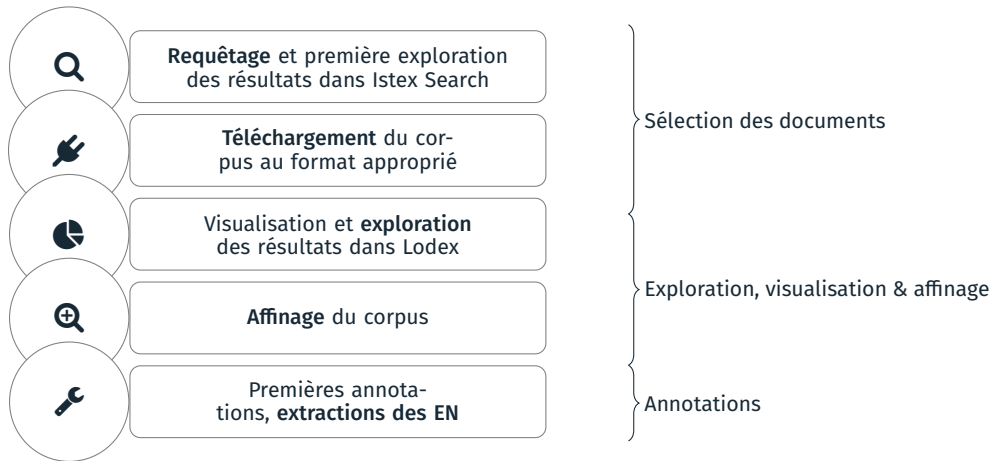 Requêtage et première exploration
des résultats dans Istex Search
Téléchargement du cor-
pus au format approprié
Sélection des documents
Visualisation et exploration
des résultats dans Lodex
Affinage du corpus
Exploration, visualisation & affinage
Premières annota-
tions, extractions des EN
Annotations